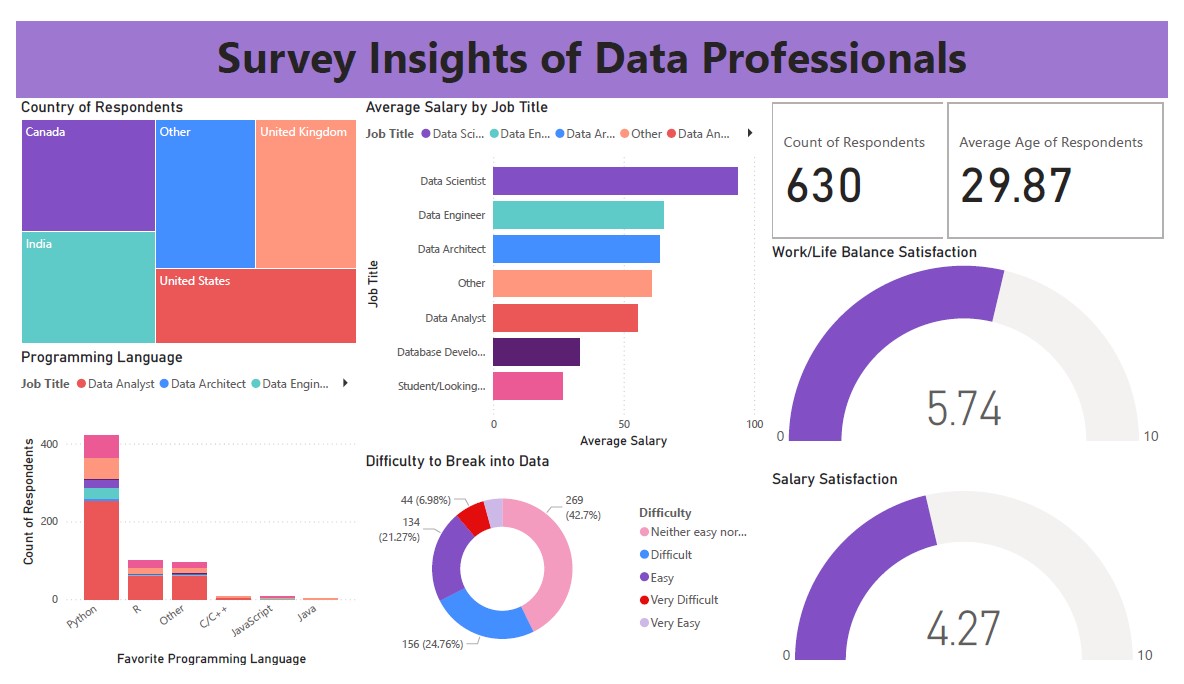 Survey Insights of Data Professionals
Country of Respondents
Canada
Other
United Kingdom
India
United States
Average Salary by Job Title
Job Title Data Sci... Data En... Data Ar... Other Data An...
Job Title
Data Scientist
Data Engineer
Data Architect
Other
Data Analyst
Database Develo...
Student/Looking...
0 50 100
Average Salary
Count of Respondents
630
Average Age of Respondents
29.87
Work/Life Balance Satisfaction
5.74
0 10
Programming Language
Job Title Data Analyst Data Architect Data Engin...
Count of Respondents
400
200
0
Python R Other C/C++ JavaScript Java
Favorite Programming Language
Difficulty to Break into Data
44 (6.98%)
134
(21.27%)
269
(42.7%)
156 (24.76%)
Difficulty
Neither easy nor...
Difficult
Easy
Very Difficult
Very Easy
Salary Satisfaction
4.27
0 10